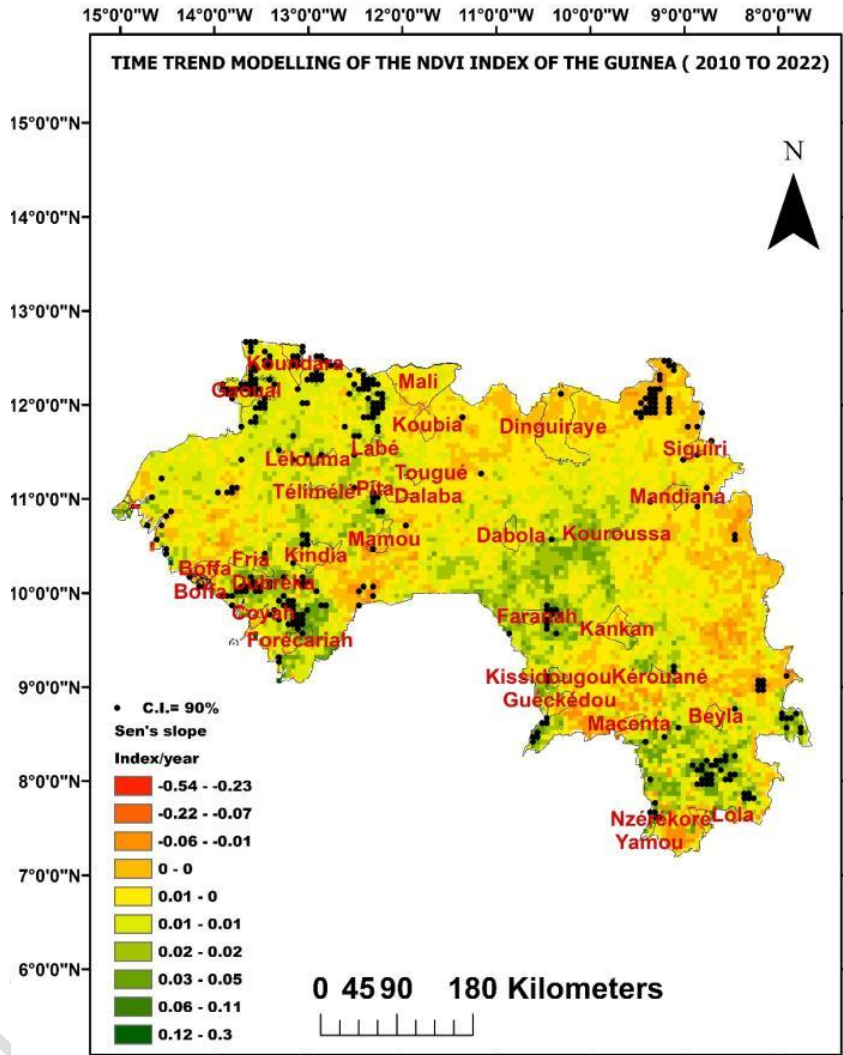 15°0'0"W 14°0'0"W 13°0'0"W 12°0'0"W 11°0'0"W 10°0'0"W 9°0'0"W 8°0'0"W
TIME TREND MODELLING OF THE NDVI INDEX OF THE GUINEA ( 2010 TO 2022)
15°0'0"N
N
14°0'0"N
13°0'0"N
Koundara
Gaoual
Mali
12°0'0"N
Koubia
Dinguiraye
Labé
Siguiri
Lélouma
Tougué
Télimélé
Pita
Dalaba
Mandiana
11°0'0"N
Mamou
Dabola
Kouroussa
Fria
Kindia
Boffa
Dubréka
10°0'0"N
Boffa
Coyah
Faranah
Kankan
Forécariah
Kissidougou
Kérouané
9°0'0"N
Guéckédou
Macenta
Beyla
8°0'0"N
Nzérékoré
Lola
Yamou
7°0'0"N
6°0'0"N
C.I.= 90%
Sen's slope
Index/year
-0.54 - -0.23
-0.22 - -0.07
-0.06 - -0.01
0 - 0
0.01 - 0
0.01 - 0.01
0.02 - 0.02
0.03 - 0.05
0.06 - 0.11
0.12 - 0.3
0 45 90 180 Kilometers